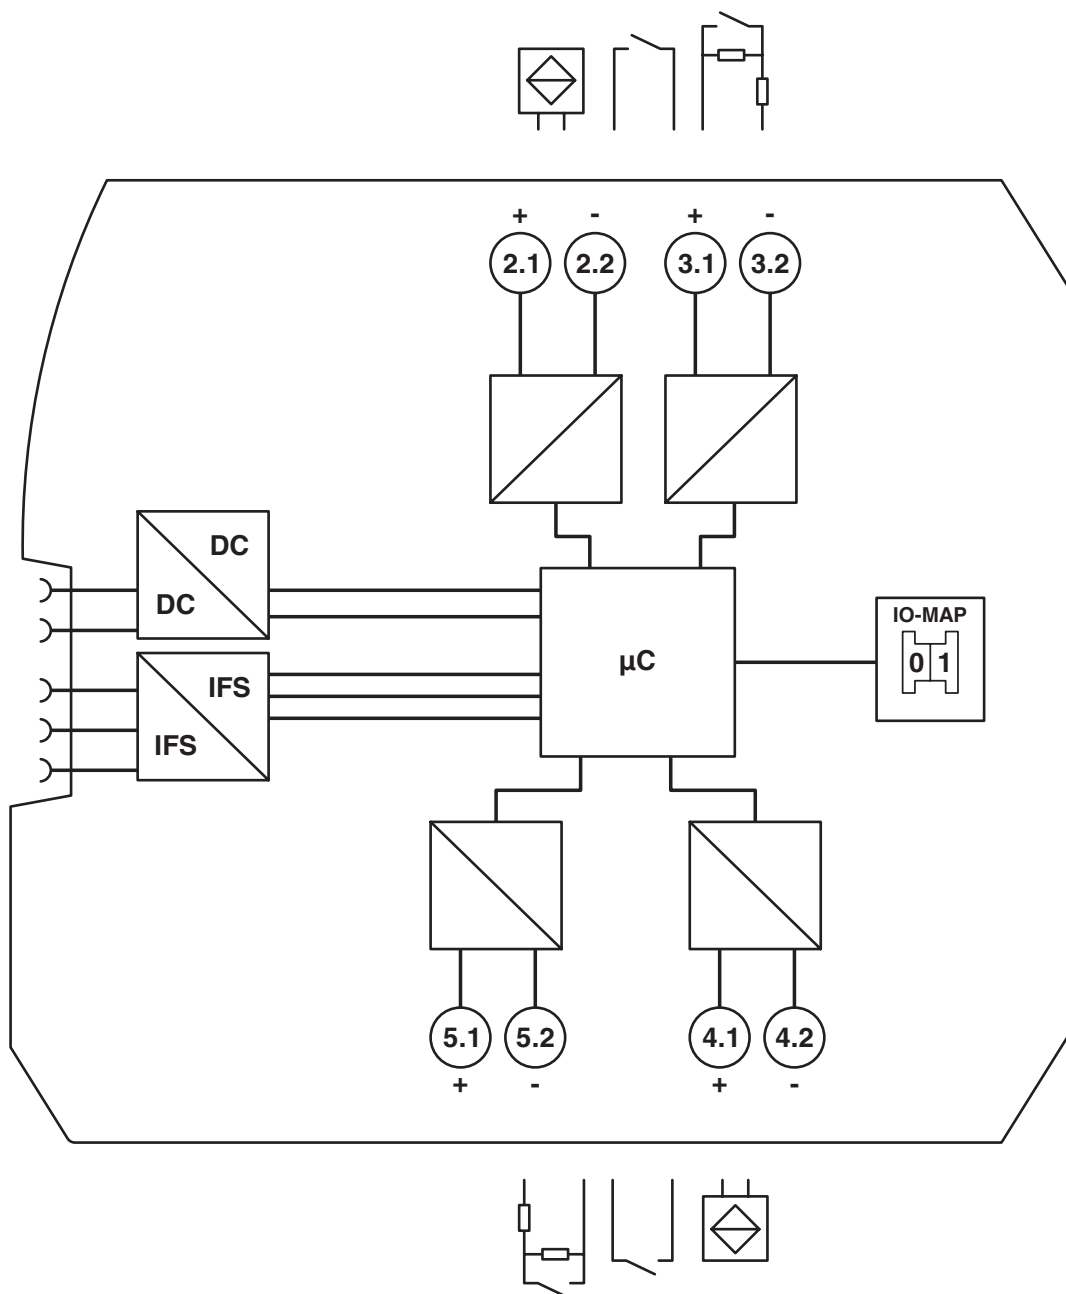 + - + -
2.1 2.2 3.1 3.2
DC
DC
IFS
IFS
µC
IO-MAP
0 1
5.1 5.2 4.1 4.2
+ - + -